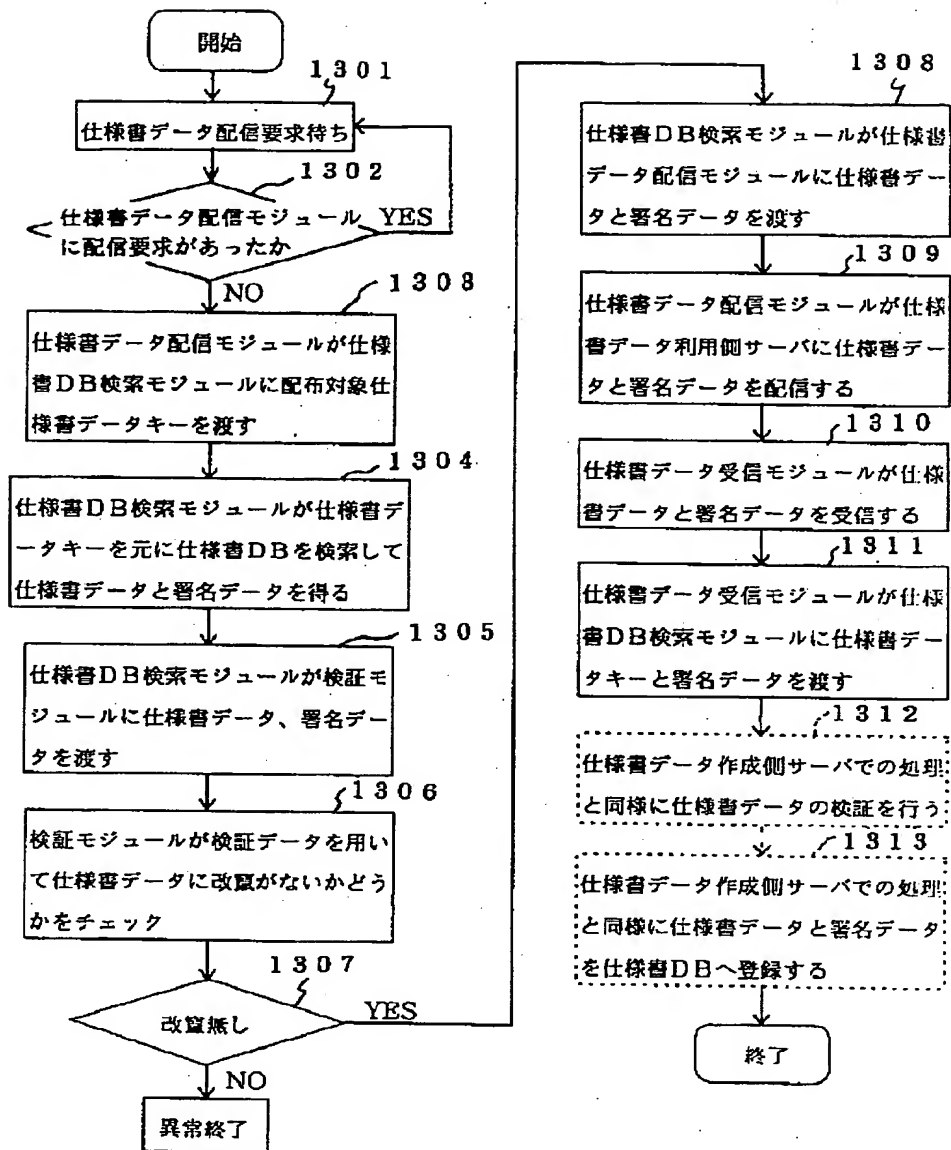 開始
1301
仕様書データ配信要求待ち
1302
仕様書データ配信モジュール
に配信要求があったか
YES
NO
1303
仕様書データ配信モジュールが仕様
書DB検索モジュールに配布対象仕
様書データキーを渡す
1304
仕様書DB検索モジュールが仕様書デ
ータキーを元に仕様書DBを検索して
仕様書データと署名データを得る
1305
仕様書DB検索モジュールが検証モ
ジュールに仕様書データ、署名デー
タを渡す
1306
検証モジュールが検証データを用い
て仕様書データに改竄がないかどう
かをチェック
1307
改竄無し
YES
NO
異常終了
1308
仕様書DB検索モジュールが仕様書
データ配信モジュールに仕様書デー
タと署名データを渡す
1309
仕様書データ配信モジュールが仕様
書データ利用側サーバに仕様書デー
タと署名データを配信する
1310
仕様書データ受信モジュールが仕様
書データと署名データを受信する
1311
仕様書データ受信モジュールが仕様
書DB検索モジュールに仕様書デー
タキーと署名データを渡す
1312
仕様書データ作成側サーバでの処理
と同様に仕様書データの検証を行う
1313
仕様書データ作成側サーバでの処理
と同様に仕様書データと署名データ
を仕様書DBへ登録する
終了